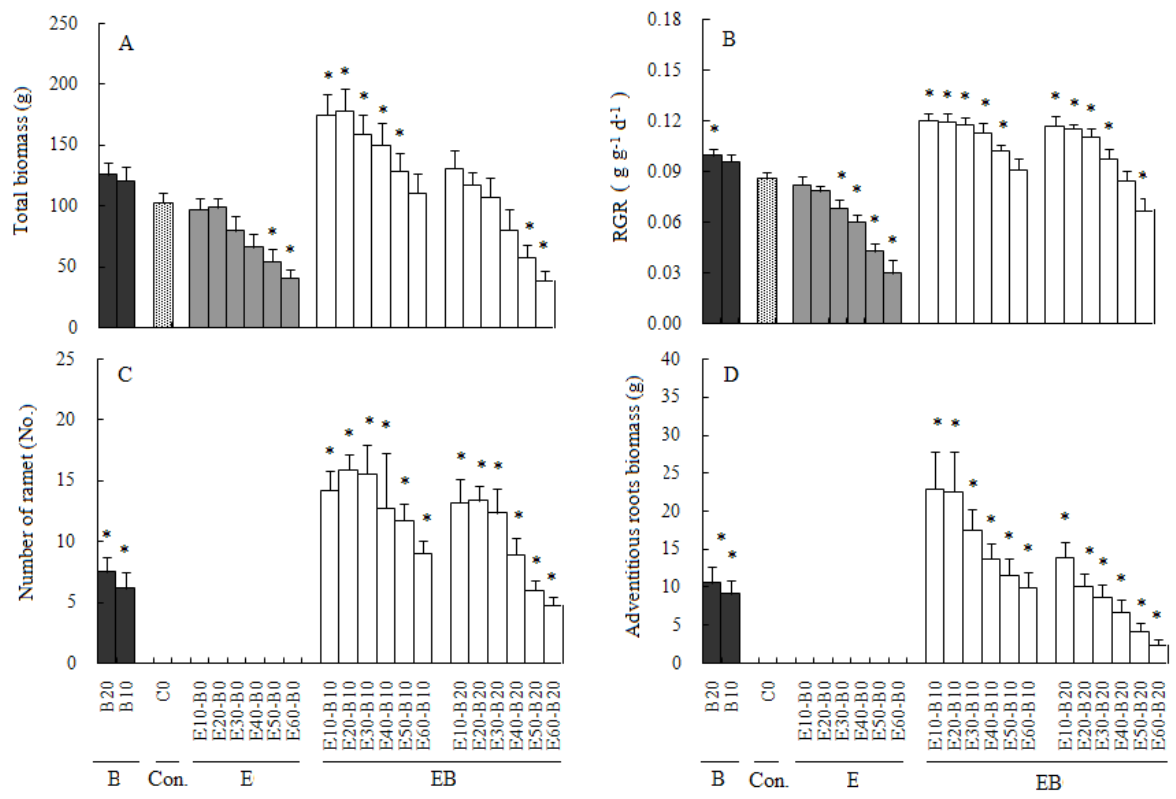 A
Total biomass (g)
250
200
150
100
50
0
* * * * * * * * * *
B
RGR ( g g-1 d-1 )
0.18
0.15
0.12
0.09
0.06
0.03
0.00
* * * * * * * * * * * * * * *
C
Number of ramet (No.)
25
20
15
10
5
0
* * * * * * * * * * * * * *
D
Adventitious roots biomass (g)
40
35
30
25
20
15
10
5
0
* * * * * * * * * * * * * *
B20
B10
C0
E10-B0
E20-B0
E30-B0
E40-B0
E50-B0
E60-B0
E10-B10
E20-B10
E30-B10
E40-B10
E50-B10
E60-B10
E10-B20
E20-B20
E30-B20
E40-B20
E50-B20
E60-B20
B
Con.
E
EB
B20
B10
C0
E10-B0
E20-B0
E30-B0
E40-B0
E50-B0
E60-B0
E10-B10
E20-B10
E30-B10
E40-B10
E50-B10
E60-B10
E10-B20
E20-B20
E30-B20
E40-B20
E50-B20
E60-B20
B
Con.
E
EB